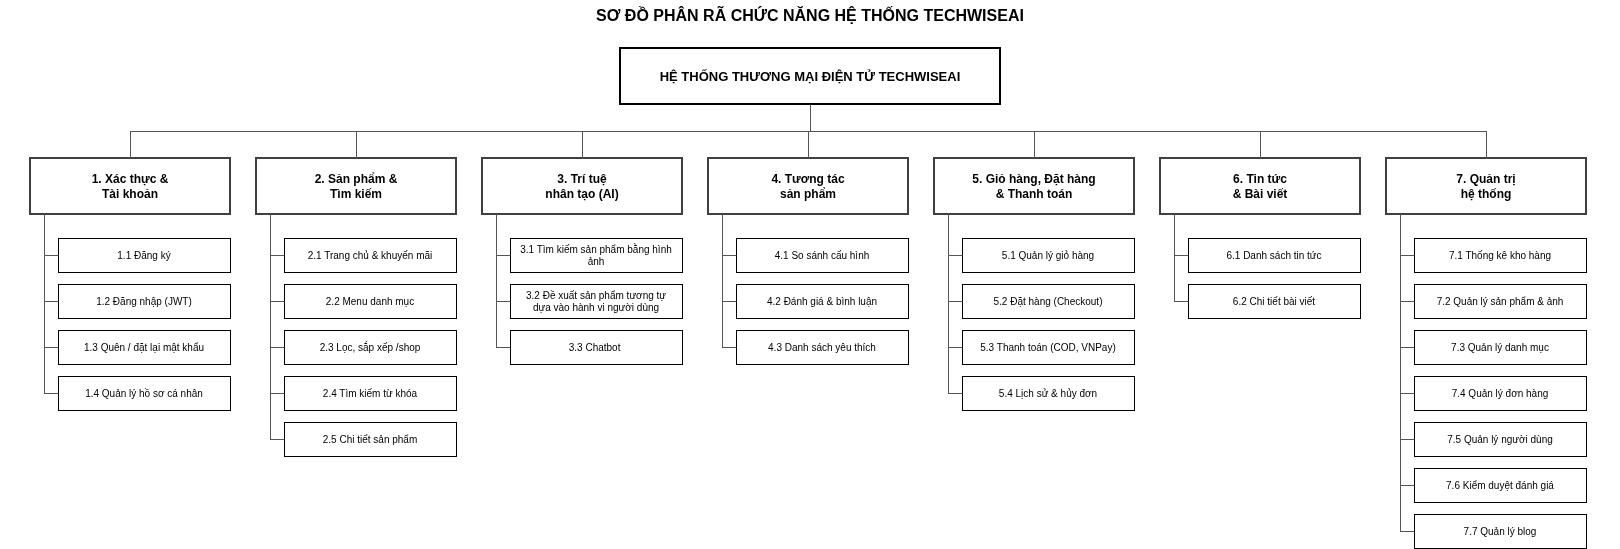 SƠ ĐỒ PHÂN RÃ CHỨC NĂNG HỆ THỐNG TECHWISEAI
HỆ THỐNG THƯƠNG MẠI ĐIỆN TỬ TECHWISEAI
1. Xác thực &
Tài khoản
1.1 Đăng ký
1.2 Đăng nhập (JWT)
1.3 Quên / đặt lại mật khẩu
1.4 Quản lý hồ sơ cá nhân
2. Sản phẩm &
Tìm kiếm
2.1 Trang chủ & khuyến mãi
2.2 Menu danh mục
2.3 Lọc, sắp xếp /shop
2.4 Tìm kiếm từ khóa
2.5 Chi tiết sản phẩm
3. Trí tuệ
nhân tạo (AI)
3.1 Tìm kiếm sản phẩm bằng hình
ảnh
3.2 Đề xuất sản phẩm tương tự
dựa vào hành vi người dùng
3.3 Chatbot
4. Tương tác
sản phẩm
4.1 So sánh cấu hình
4.2 Đánh giá & bình luận
4.3 Danh sách yêu thích
5. Giỏ hàng, Đặt hàng
& Thanh toán
5.1 Quản lý giỏ hàng
5.2 Đặt hàng (Checkout)
5.3 Thanh toán (COD, VNPay)
5.4 Lịch sử & hủy đơn
6. Tin tức
& Bài viết
6.1 Danh sách tin tức
6.2 Chi tiết bài viết
7. Quản trị
hệ thống
7.1 Thống kê kho hàng
7.2 Quản lý sản phẩm & ảnh
7.3 Quản lý danh mục
7.4 Quản lý đơn hàng
7.5 Quản lý người dùng
7.6 Kiểm duyệt đánh giá
7.7 Quản lý blog